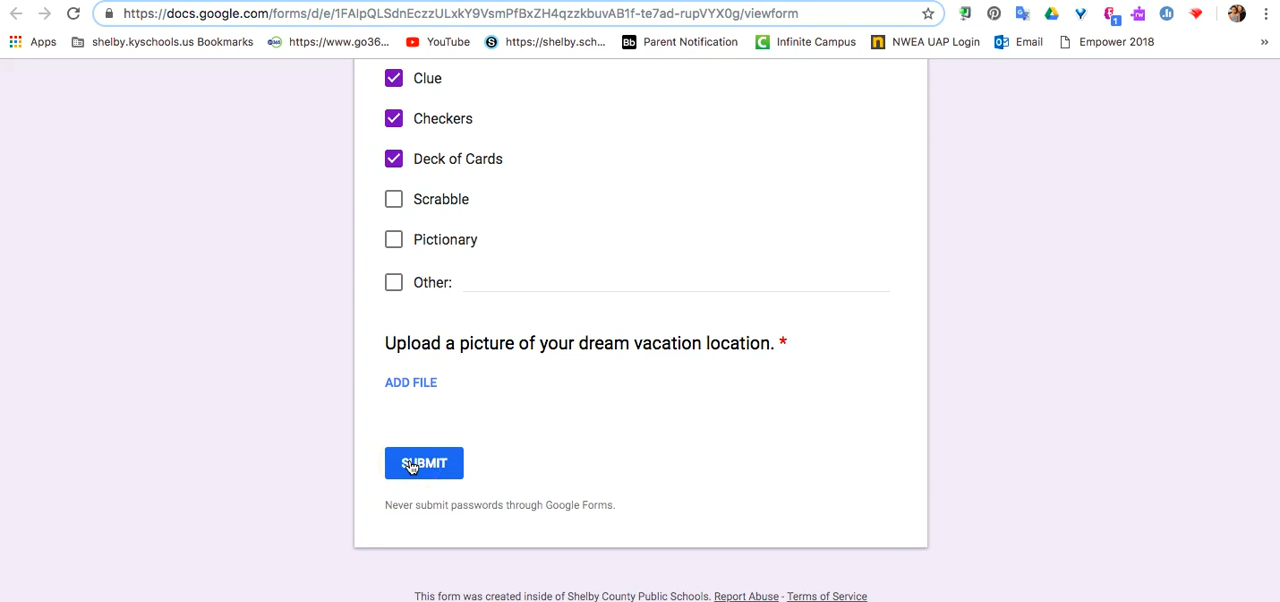 https://docs.google.com/forms/d/e/1FAIpQLSdnEczzULxkY9VsmPfBxZH4qzzkbuvAB1f-te7ad-rupVYX0g/viewform
1
Apps shelby.kyschools.us Bookmarks https://www.go36... YouTube S https://shelby.sch... Bb Parent Notification Infinite Campus NWEA UAP Login Email Empower 2018 »
Clue
Checkers
Deck of Cards
Scrabble
Pictionary
Other:
Upload a picture of your dream vacation location. *
ADD FILE
SUBMIT
Never submit passwords through Google Forms.
This form was created inside of Shelby County Public Schools. Report Abuse - Terms of Service